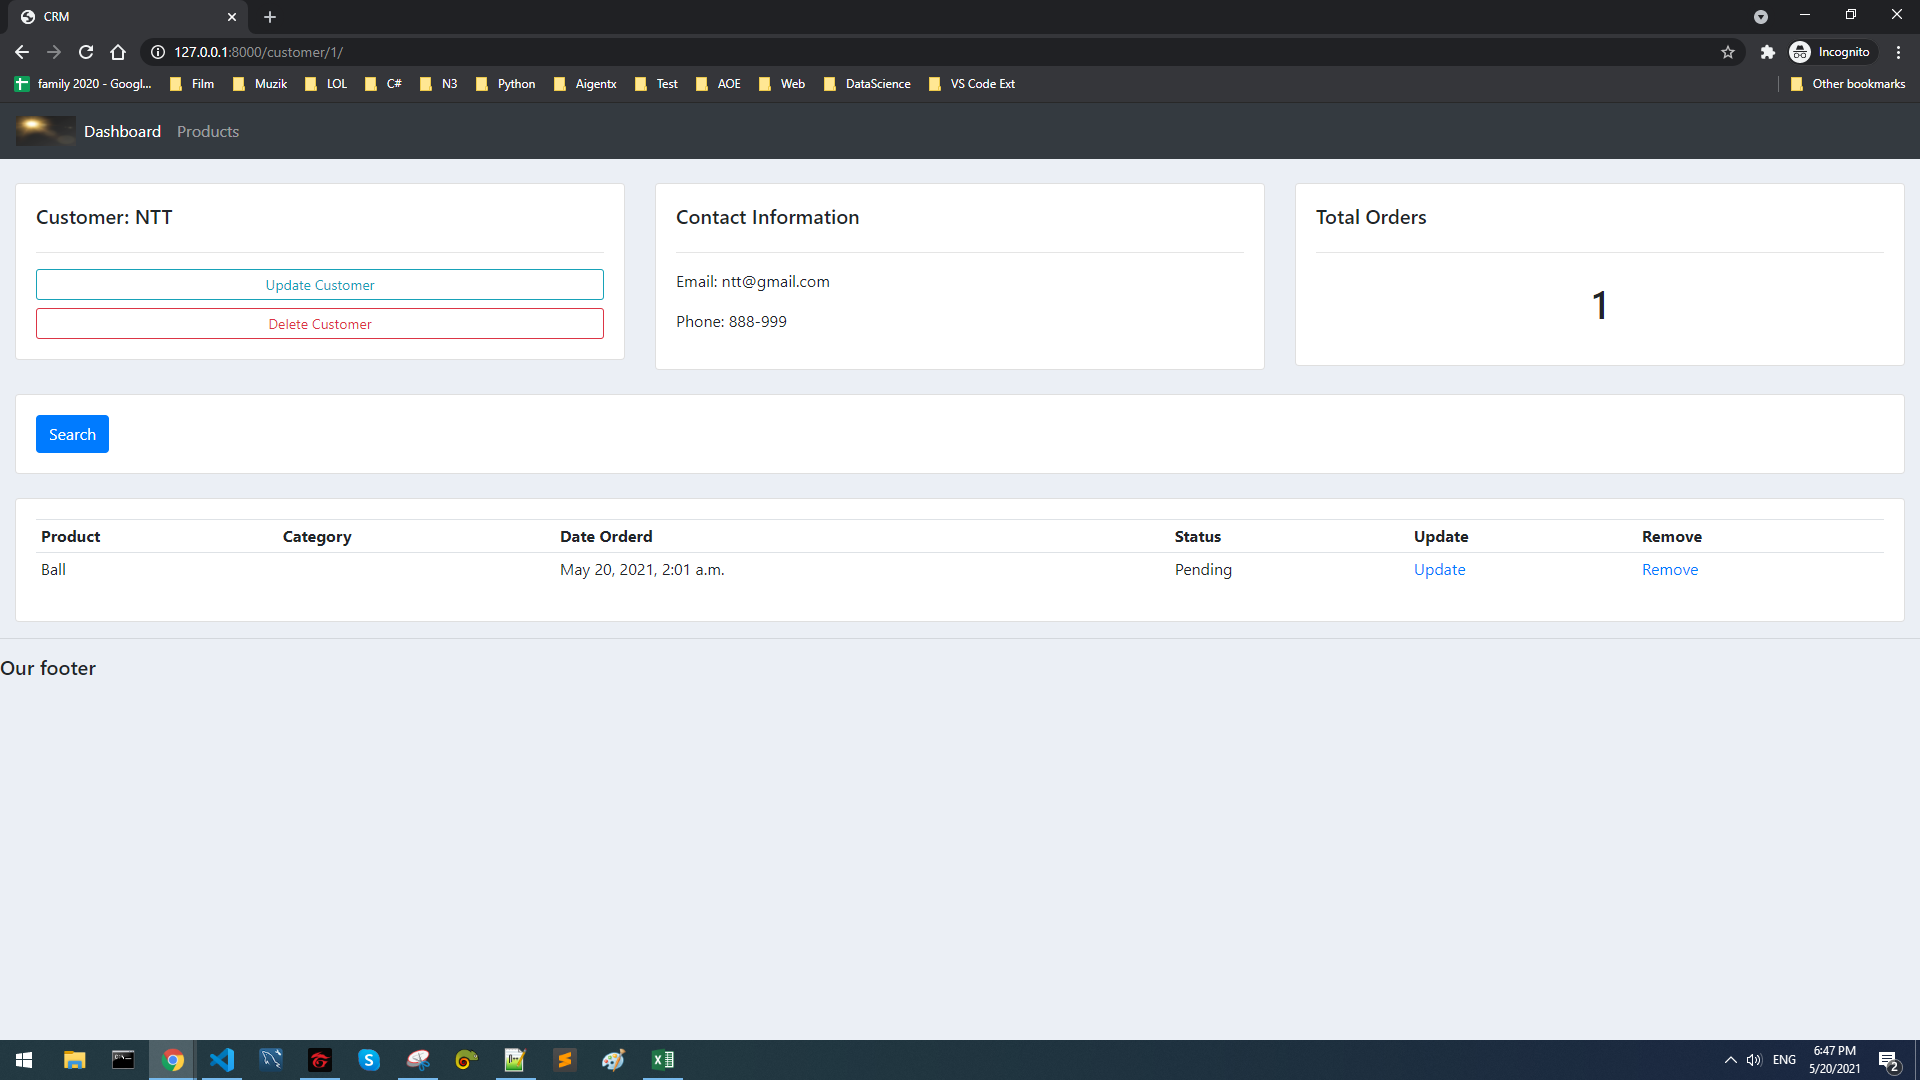 CRM
127.0.0.1:8000/customer/1/
Incognito
family 2020 - Googl...
Film
Muzik
LOL
C#
N3
Python
Aigentx
Test
AOE
Web
DataScience
VS Code Ext
Other bookmarks
Dashboard Products
Customer: NTT
Update Customer
Delete Customer
Contact Information
Email: ntt@gmail.com
Phone: 888-999
Total Orders
1
Search
Product Category Date Orderd Status Update Remove
Ball May 20, 2021, 2:01 a.m. Pending Update Remove
Our footer
ENG
6:47 PM
5/20/2021
2